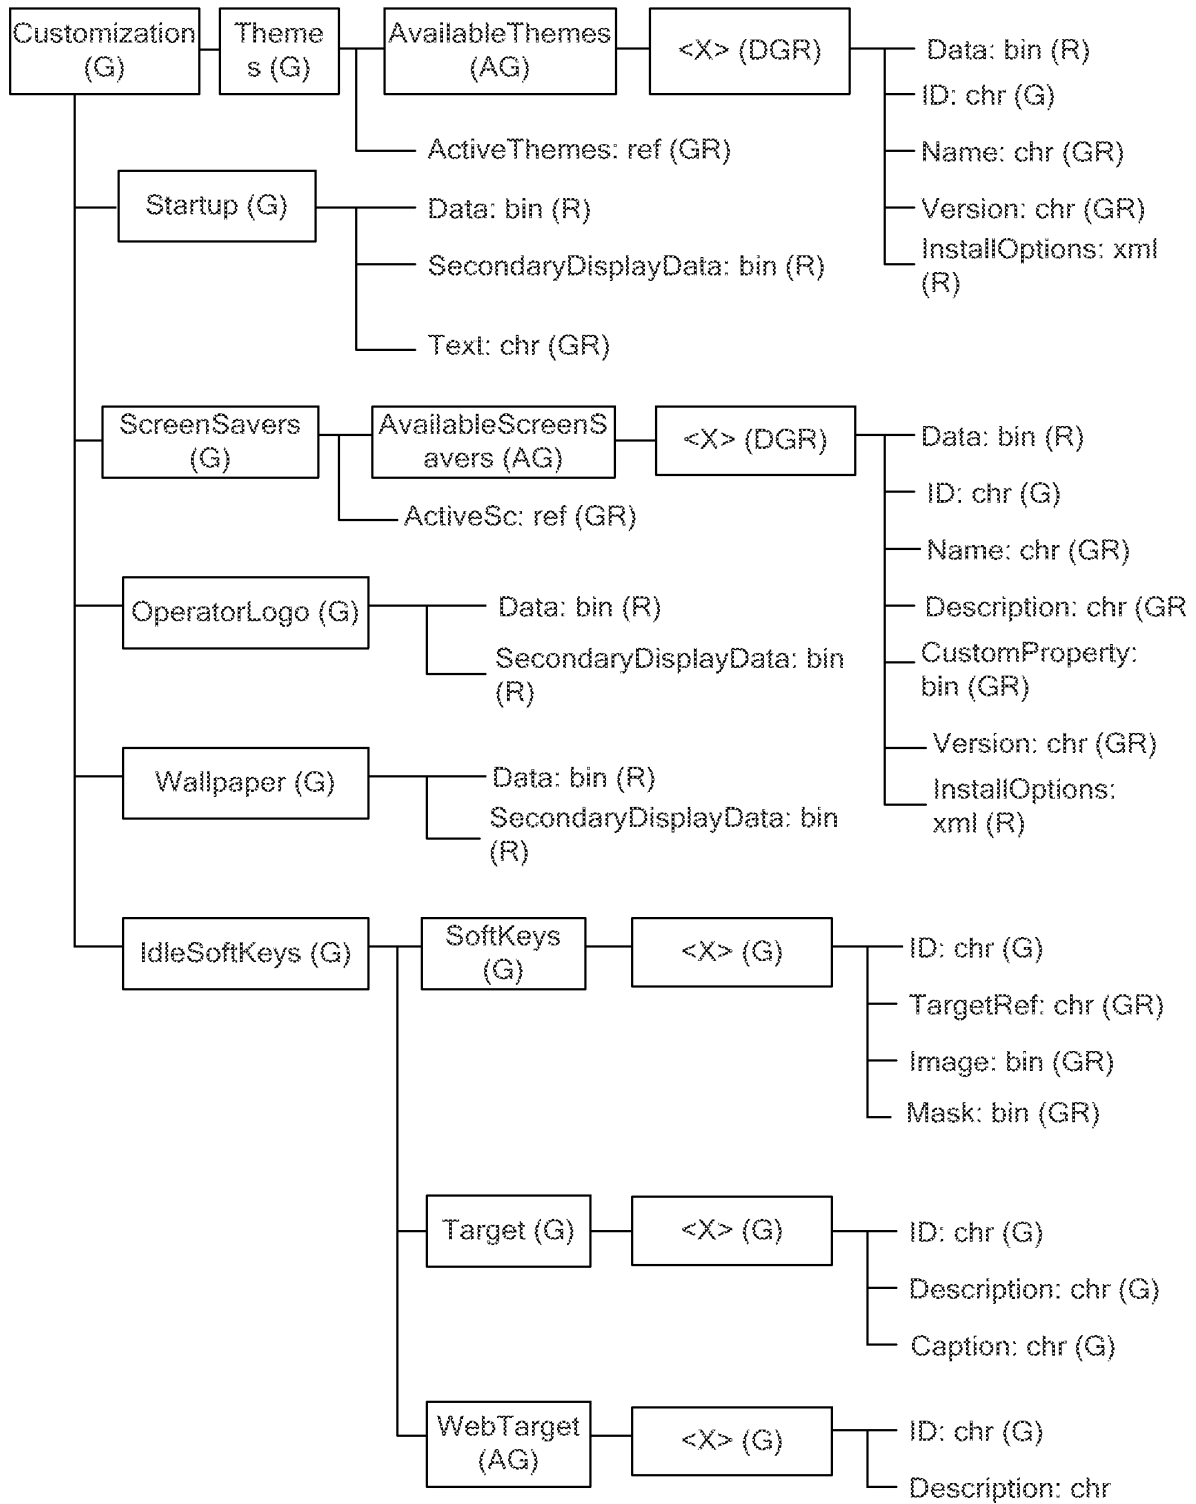 Customization
(G)
Theme
s (G)
AvailableThemes
(AG)
<X> (DGR)
Data: bin (R)
ID: chr (G)
Name: chr (GR)
Version: chr (GR)
InstallOptions: xml
(R)
ActiveThemes: ref (GR)
Startup (G)
Data: bin (R)
SecondaryDisplayData: bin (R)
Text: chr (GR)
ScreenSavers
(G)
AvailableScreenS
avers (AG)
<X> (DGR)
Data: bin (R)
ID: chr (G)
Name: chr (GR)
Description: chr (GR
CustomProperty:
bin (GR)
Version: chr (GR)
InstallOptions:
xml (R)
ActiveSc: ref (GR)
OperatorLogo (G)
Data: bin (R)
SecondaryDisplayData: bin
(R)
Wallpaper (G)
Data: bin (R)
SecondaryDisplayData: bin
(R)
IdleSoftKeys (G)
SoftKeys
(G)
<X> (G)
ID: chr (G)
TargetRef: chr (GR)
Image: bin (GR)
Mask: bin (GR)
Target (G)
<X> (G)
ID: chr (G)
Description: chr (G)
Caption: chr (G)
WebTarget
(AG)
<X> (G)
ID: chr (G)
Description: chr